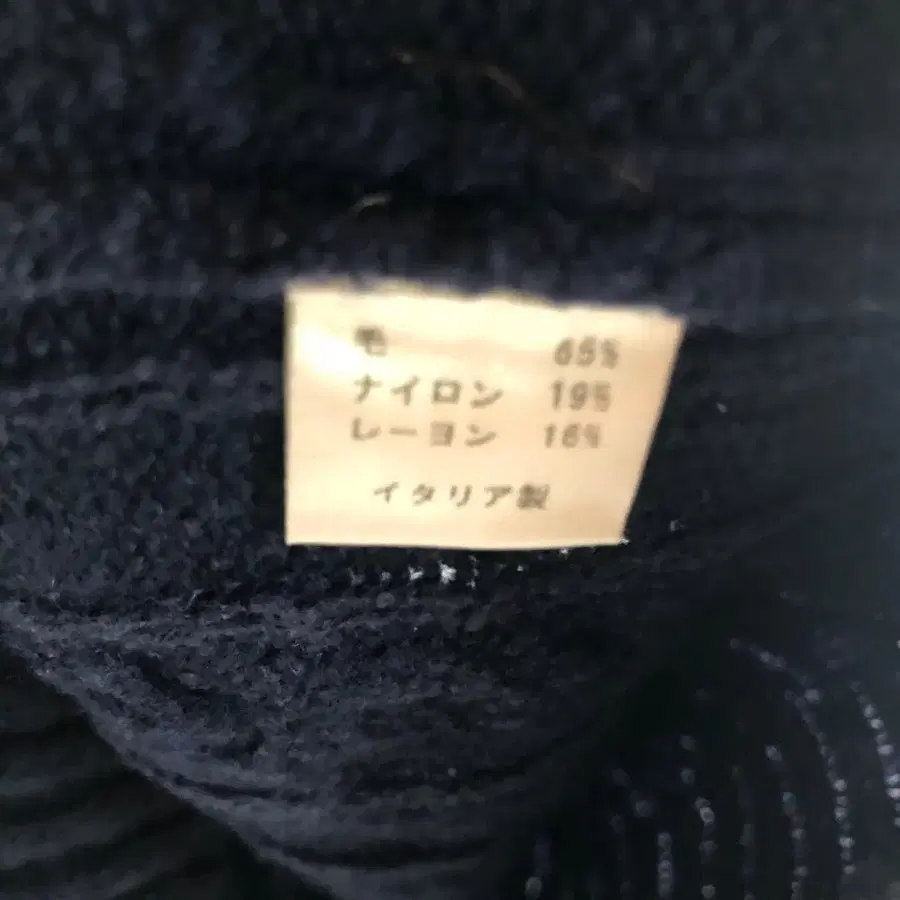 毛 65%
ナイロン 19%
レーヨン 16%
イタリア製